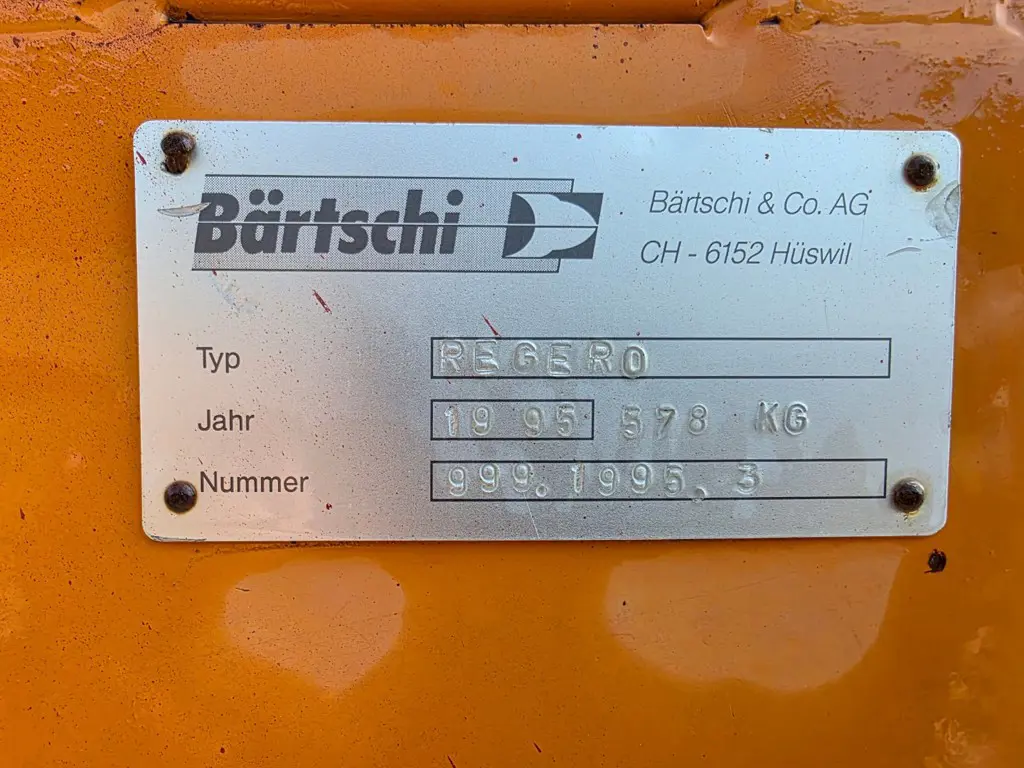 Bärtschi
Bärtschi & Co. AG
CH - 6152 Hüswil
Typ REGERO
Jahr 19 95 578 KG
Nummer 999.1995.3